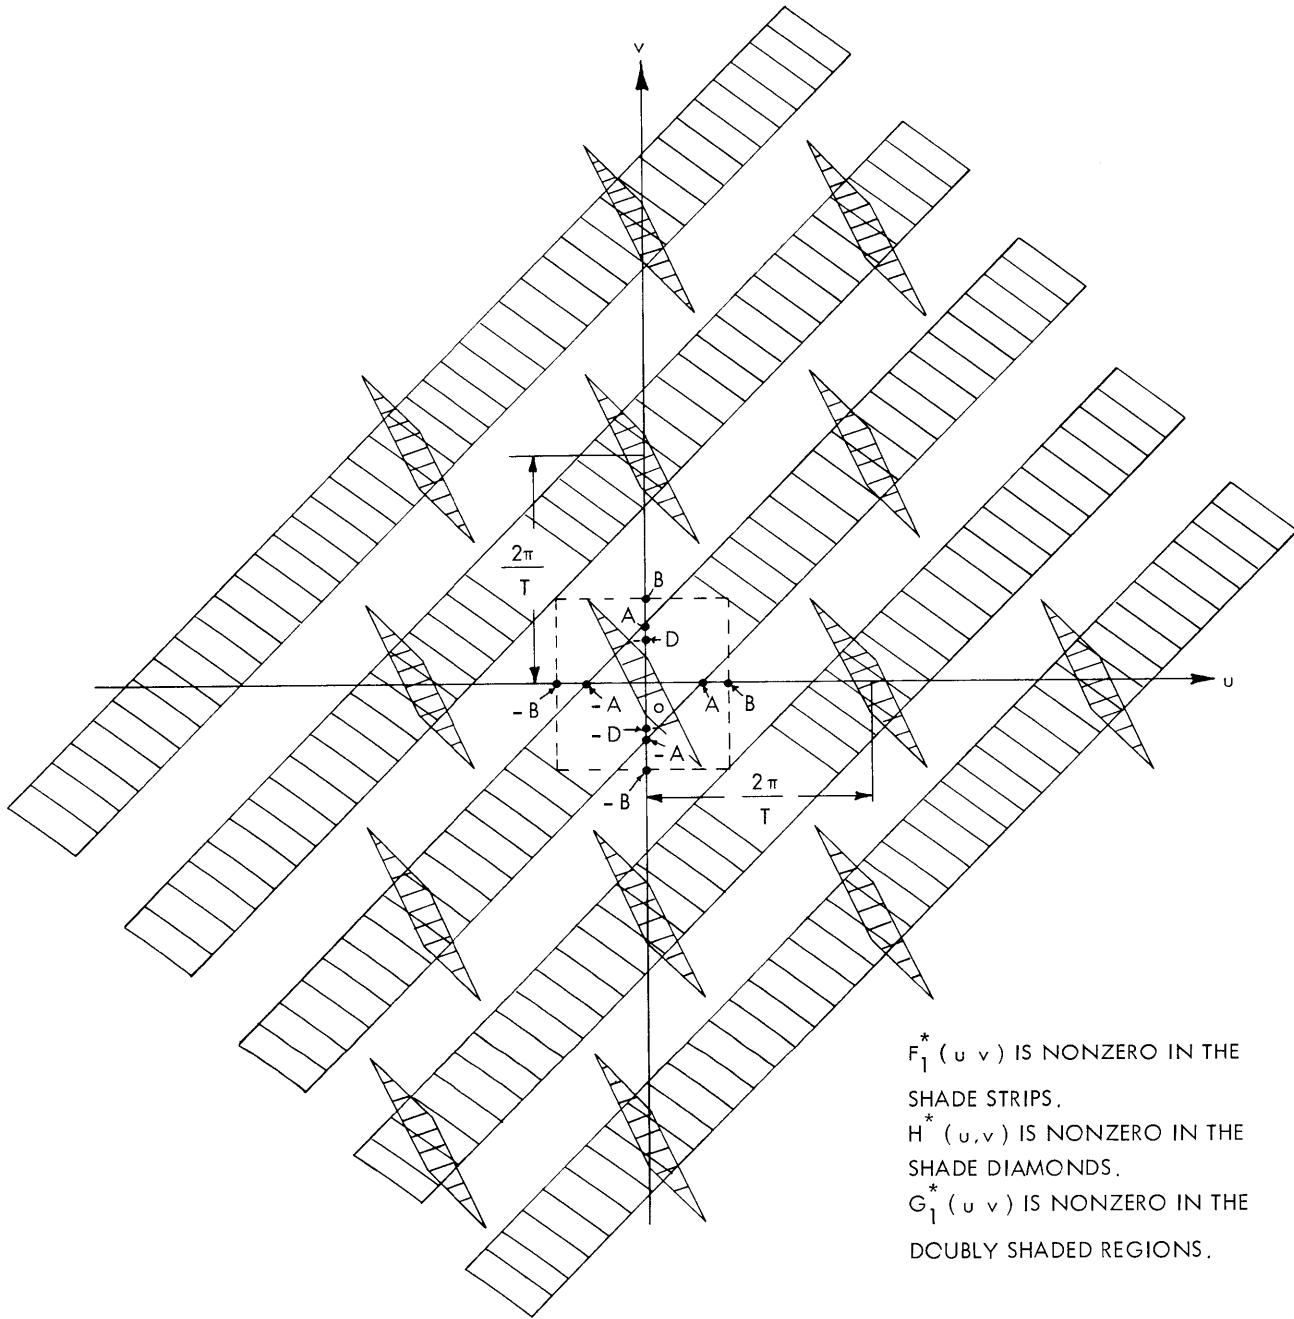 v
2π
T
B
A
D
u
-B
-A
o
A
B
-D
-A
-B
2π
T
F₁* (u v) IS NONZERO IN THE
SHADE STRIPS.
H* (u,v) IS NONZERO IN THE
SHADE DIAMONDS.
G₁* (u v) IS NONZERO IN THE
DOUBLY SHADED REGIONS.